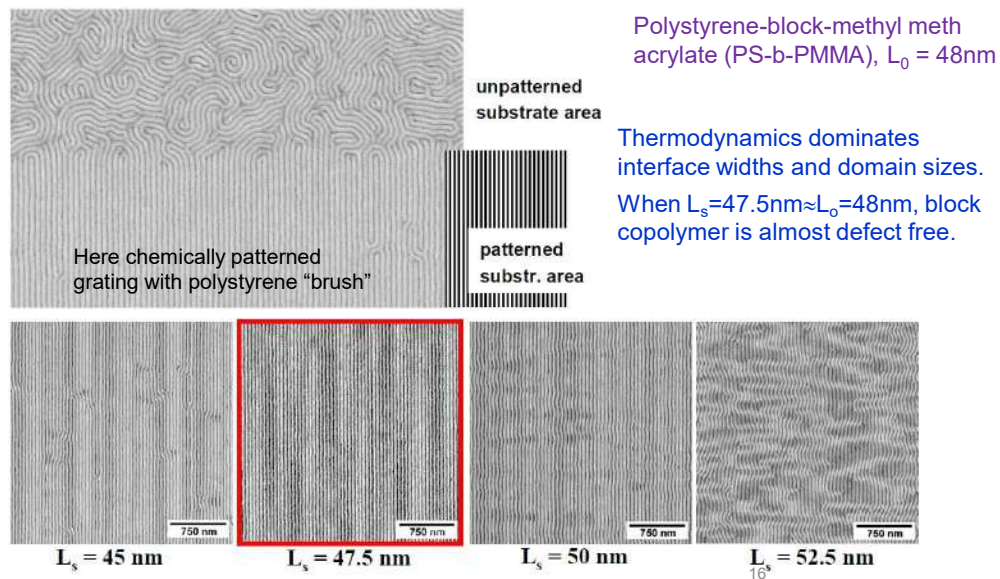 Polystyrene-block-methyl meth
acrylate (PS-b-PMMA), L₀ = 48nm
unpatterned
substrate area
Thermodynamics dominates
interface widths and domain sizes.
When Lₛ=47.5nm≈Lₒ=48nm, block
copolymer is almost defect free.
Here chemically patterned
grating with polystyrene “brush”
patterned
substr. area
750 nm
750 nm
750 nm
750 nm
Lₛ = 45 nm
Lₛ = 47.5 nm
Lₛ = 50 nm
Lₛ = 52.5 nm
16